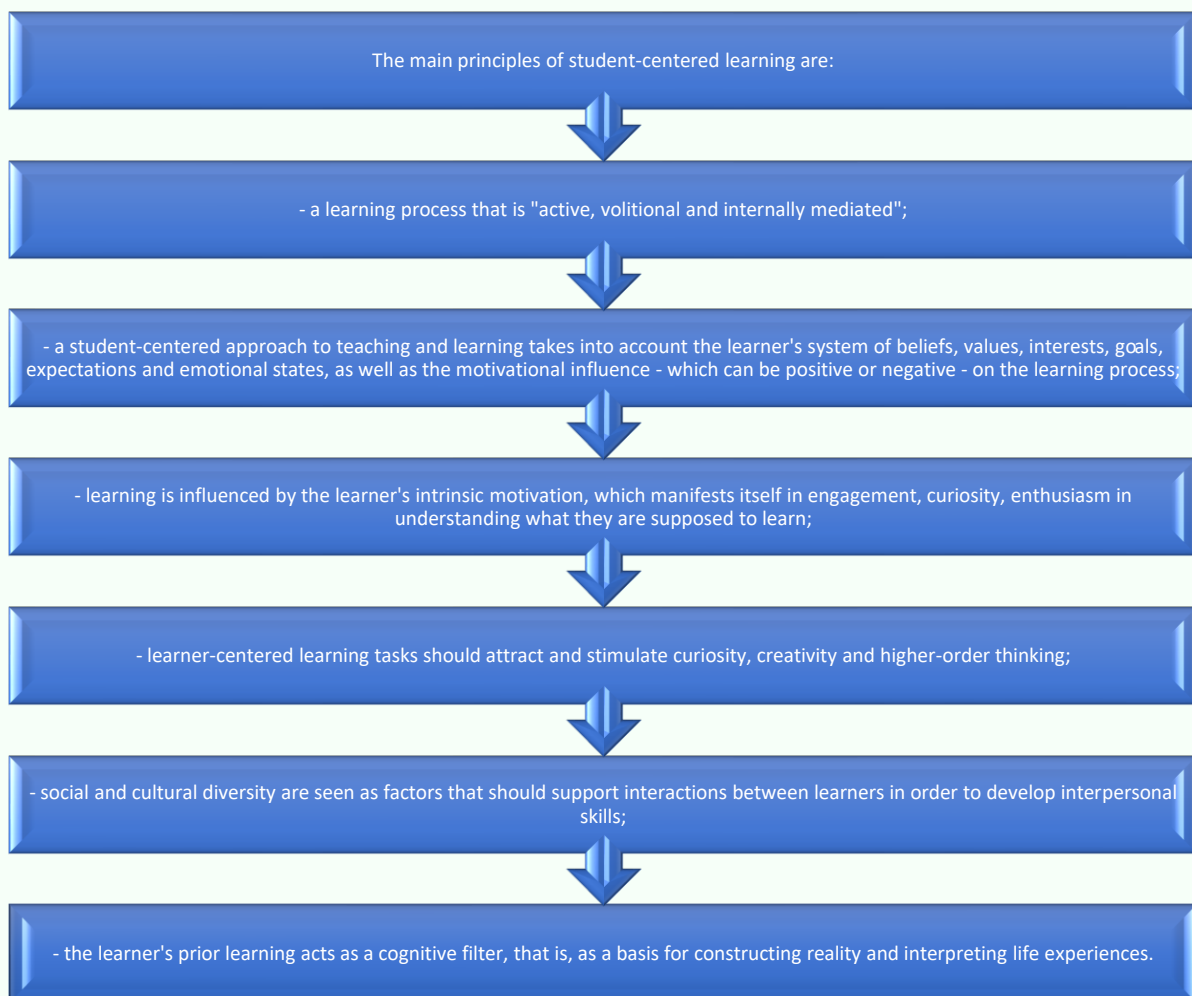 The main principles of student-centered learning are:
- a learning process that is "active, volitional and internally mediated";
- a student-centered approach to teaching and learning takes into account the learner's system of beliefs, values, interests, goals,
expectations and emotional states, as well as the motivational influence - which can be positive or negative - on the learning process;
- learning is influenced by the learner's intrinsic motivation, which manifests itself in engagement, curiosity, enthusiasm in
understanding what they are supposed to learn;
- learner-centered learning tasks should attract and stimulate curiosity, creativity and higher-order thinking;
- social and cultural diversity are seen as factors that should support interactions between learners in order to develop interpersonal
skills;
- the learner's prior learning acts as a cognitive filter, that is, as a basis for constructing reality and interpreting life experiences.